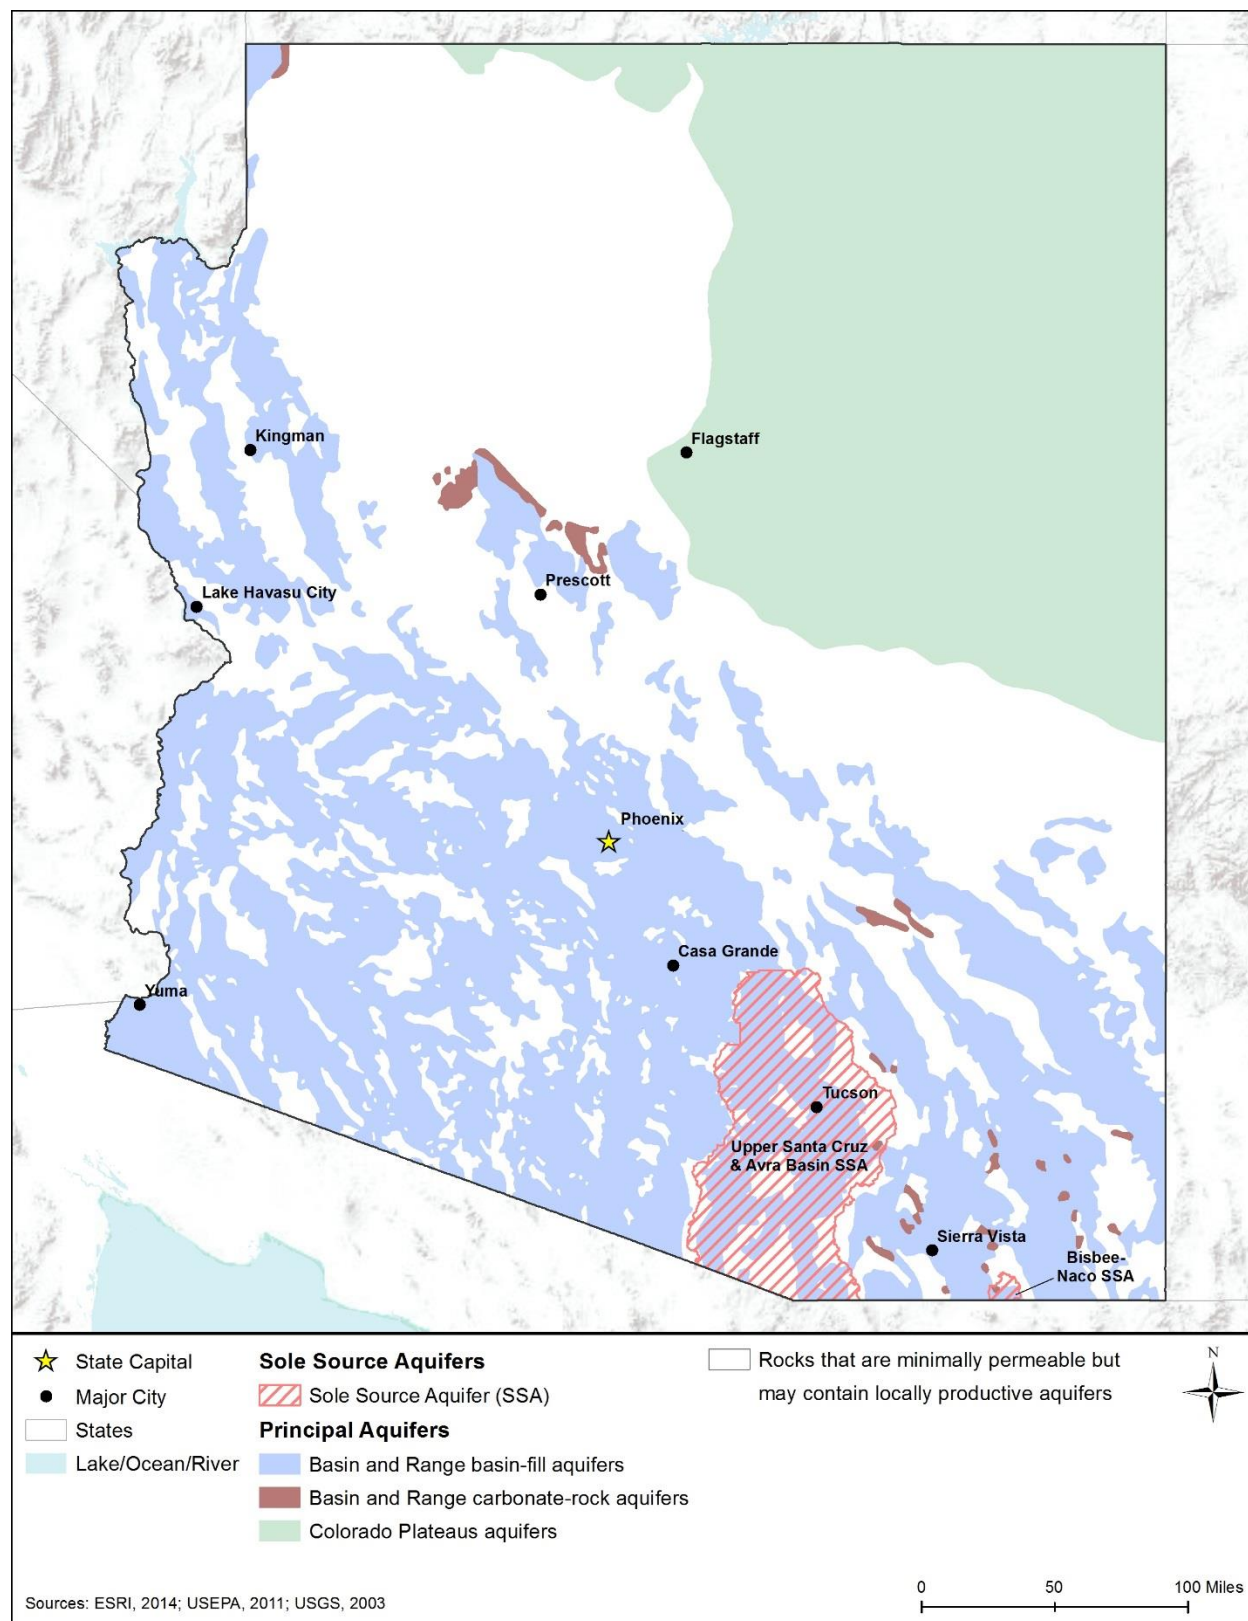 Kingman
Flagstaff
Prescott
Lake Havasu City
Phoenix
Casa Grande
Yuma
Tucson
Upper Santa Cruz
& Avra Basin SSA
Sierra Vista
Bisbee-
Naco SSA
State Capital
Major City
States
Lake/Ocean/River
Sole Source Aquifers
Sole Source Aquifer (SSA)
Principal Aquifers
Basin and Range basin-fill aquifers
Basin and Range carbonate-rock aquifers
Colorado Plateaus aquifers
Rocks that are minimally permeable but
may contain locally productive aquifers
N
Sources: ESRI, 2014; USEPA, 2011; USGS, 2003
0 50 100 Miles